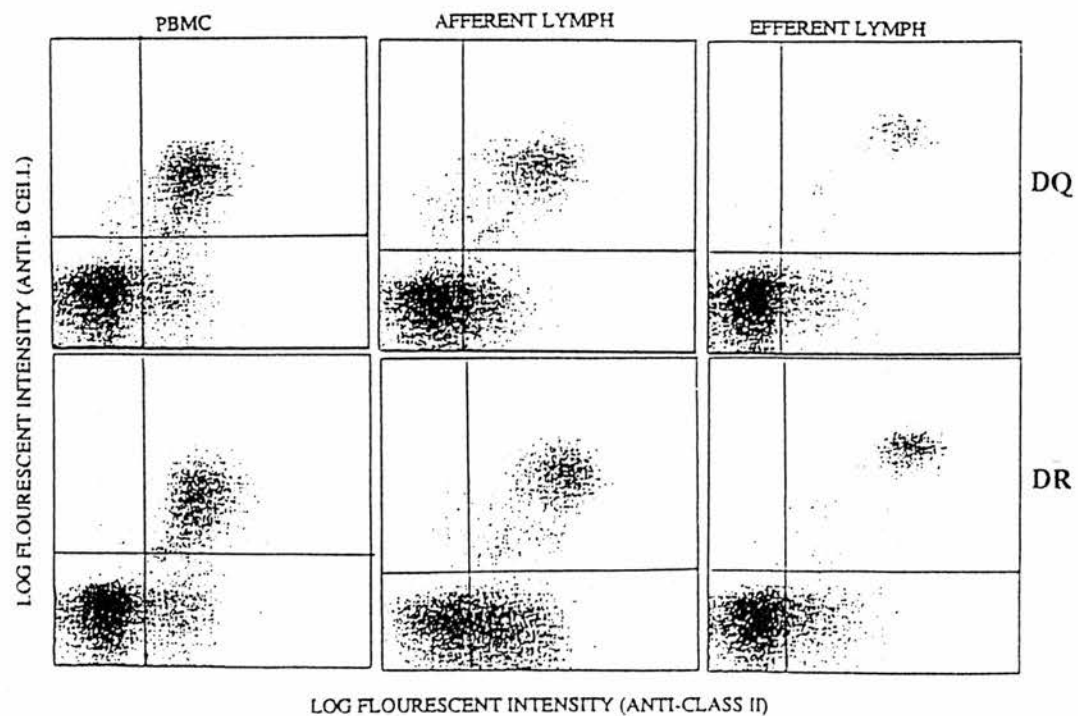 PBMC
AFFERENT LYMPH
EFFERENT LYMPH
LOG FLOURESCENT INTENSITY (ANTI-B CELL)
DQ
DR
LOG FLOURESCENT INTENSITY (ANTI-CLASS II)